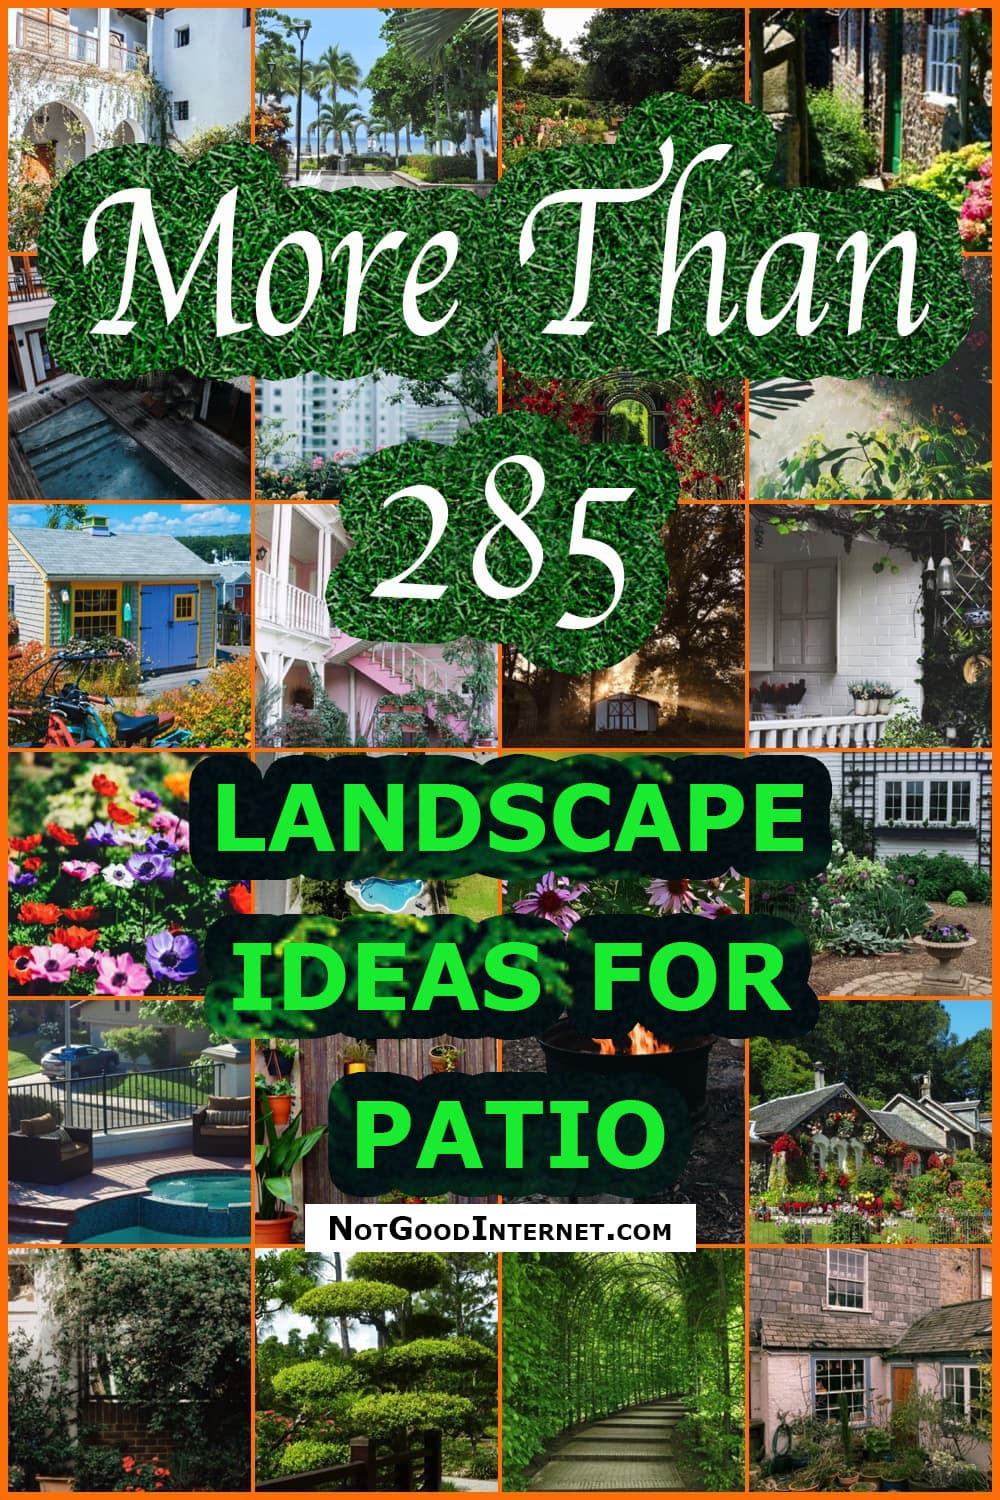 More Than
285
LANDSCAPE
IDEAS FOR
PATIO
NOTGOODINTERNET.COM